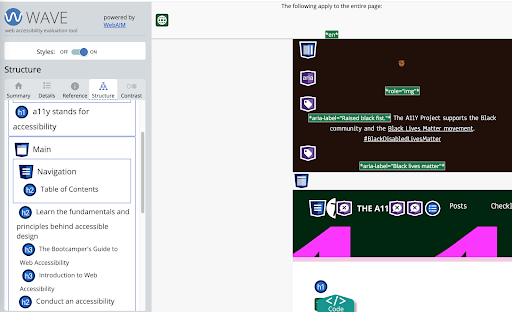 WAVE
powered by
WebAIM
web accessibility evaluation tool
Styles: OFF ON
Structure
Summary Details Reference Structure Contrast
h1 a11y stands for
accessibility
Main
Navigation
h2 Table of Contents
h2 Learn the fundamentals and
principles behind accessible
design
h3 The Bootcamper's Guide to
Web Accessibility
h3 Introduction to Web
Accessibility
h2 Conduct an accessibility
The following apply to the entire page:
*en*
aria
*role="img"*
*aria-label="Raised black fist."* The A11Y Project supports the Black
community and the Black Lives Matter movement.
#BlackDisabledLivesMatter
*aria-label="Black lives matter"*
THE A11
Posts
Checkl
h1
</>
Code